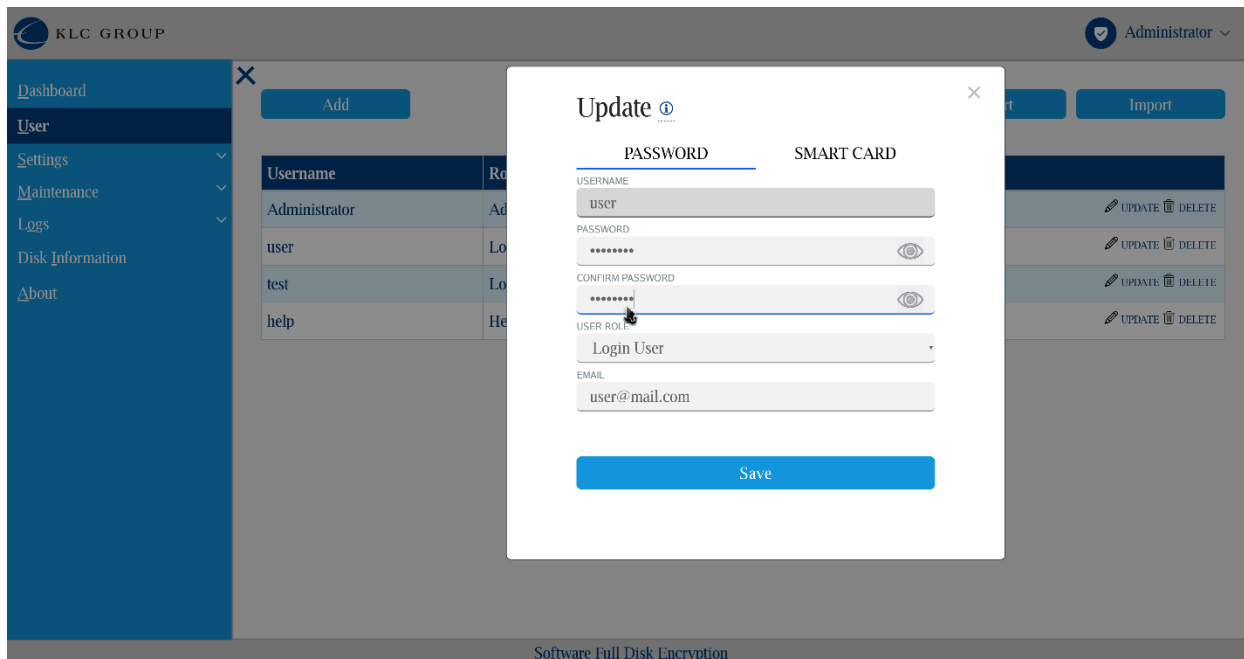 KLC GROUP
Administrator
Dashboard
User
Settings
Maintenance
Logs
Disk Information
About
Add
Import
Username
Administrator
UPDATE DELETE
user
UPDATE DELETE
test
UPDATE DELETE
help
UPDATE DELETE
Update
PASSWORD SMART CARD
USERNAME
user
PASSWORD
••••••••
CONFIRM PASSWORD
••••••••
USER ROLE
Login User
EMAIL
user@mail.com
Save
Software Full Disk Encryption